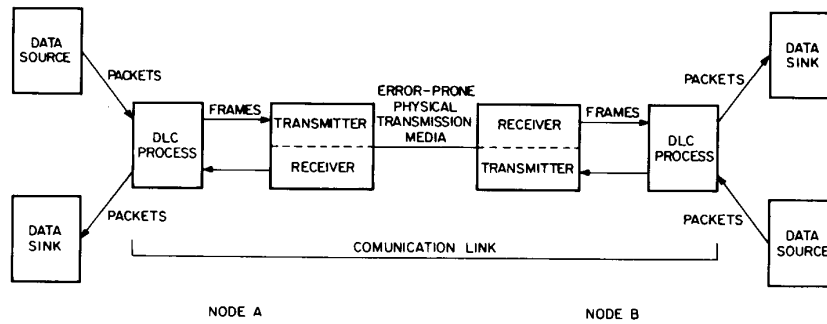 DATA
SOURCE
PACKETS
DLC
PROCESS
FRAMES
TRANSMITTER
RECEIVER
ERROR-PRONE
PHYSICAL
TRANSMISSION
MEDIA
RECEIVER
TRANSMITTER
FRAMES
DLC
PROCESS
PACKETS
DATA
SINK
DATA
SINK
PACKETS
PACKETS
DATA
SOURCE
COMUNICATION LINK
NODE A
NODE B